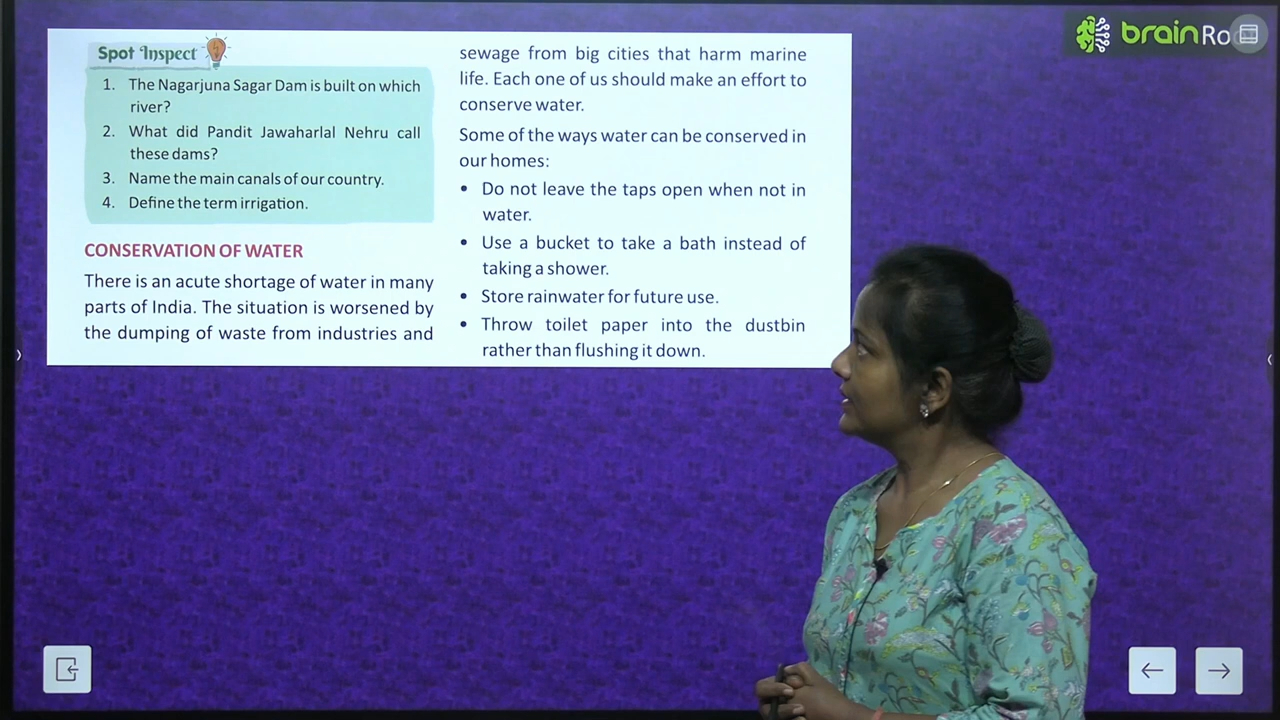 Spot Inspect
1. The Nagarjuna Sagar Dam is built on which
river?
2. What did Pandit Jawaharlal Nehru call
these dams?
3. Name the main canals of our country.
4. Define the term irrigation.
CONSERVATION OF WATER
There is an acute shortage of water in many
parts of India. The situation is worsened by
the dumping of waste from industries and
sewage from big cities that harm marine
life. Each one of us should make an effort to
conserve water.
Some of the ways water can be conserved in
our homes:
• Do not leave the taps open when not in
water.
• Use a bucket to take a bath instead of
taking a shower.
• Store rainwater for future use.
• Throw toilet paper into the dustbin
rather than flushing it down.
brain